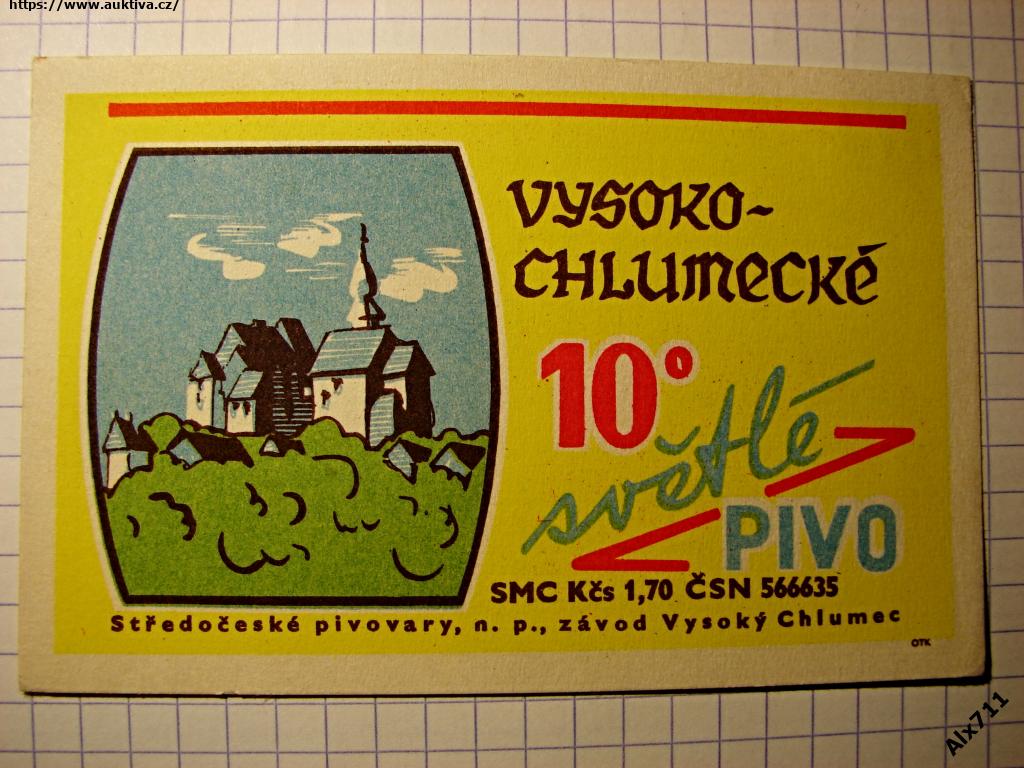 https://www.auktiva.cz/
VYSOKO-
CHLUMECKÉ
10°
světlé
PIVO
SMC Kčs 1,70 ČSN 566635
Středočeské pivovary, n. p., závod Vysoký Chlumec
OTK
Alx711